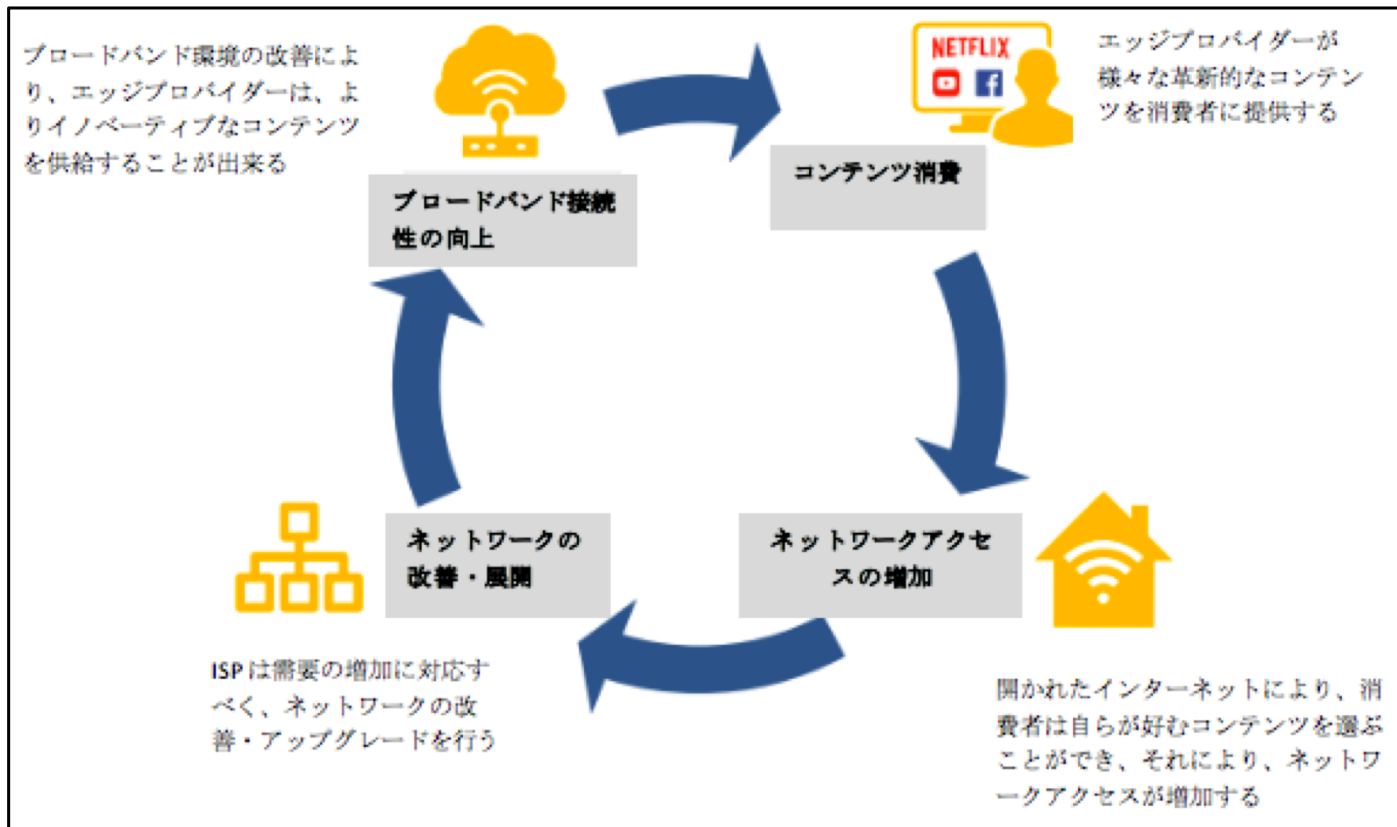 ブロードバンド環境の改善によ
り、エッジプロバイダーは、よ
りイノベーティブなコンテンツ
を供給することが出来る
ブロードバンド接続
性の向上
NETFLIX
エッジプロバイダーが
様々な革新的なコンテン
ツを消費者に提供する
コンテンツ消費
ネットワークアクセ
スの増加
開かれたインターネットにより、消
費者は自らが好むコンテンツを選ぶ
ことができ、それにより、ネットワ
ークアクセスが増加する
ネットワークの
改善・展開
ISP は需要の増加に対応す
べく、ネットワークの改
善・アップグレードを行う